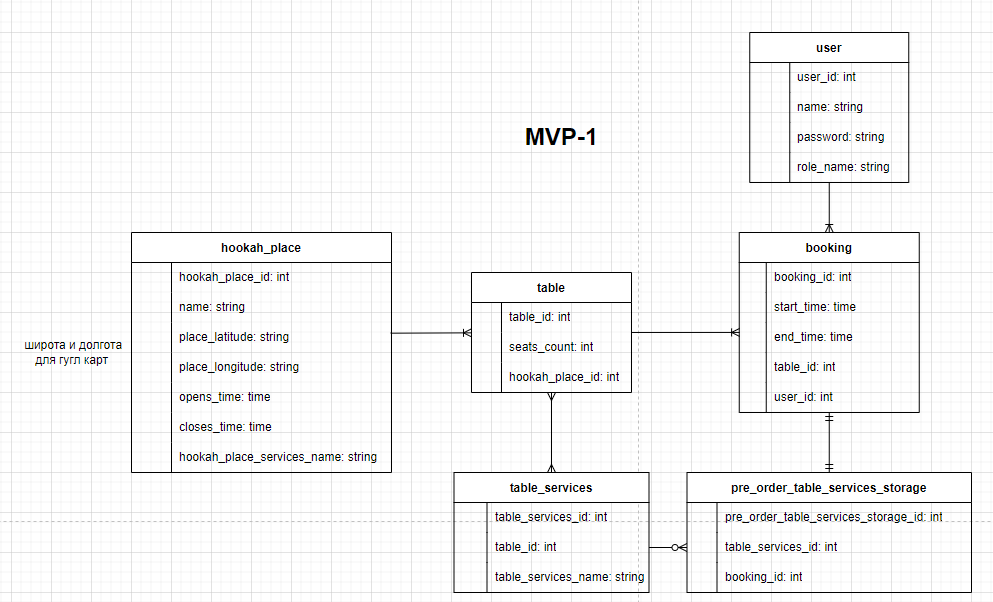 MVP-1
user
user_id: int
name: string
password: string
role_name: string
hookah_place
hookah_place_id: int
name: string
place_latitude: string
place_longitude: string
opens_time: time
closes_time: time
hookah_place_services_name: string
широта и долгота
для гугл карт
table
table_id: int
seats_count: int
hookah_place_id: int
booking
booking_id: int
start_time: time
end_time: time
table_id: int
user_id: int
table_services
table_services_id: int
table_id: int
table_services_name: string
pre_order_table_services_storage
pre_order_table_services_storage_id: int
table_services_id: int
booking_id: int